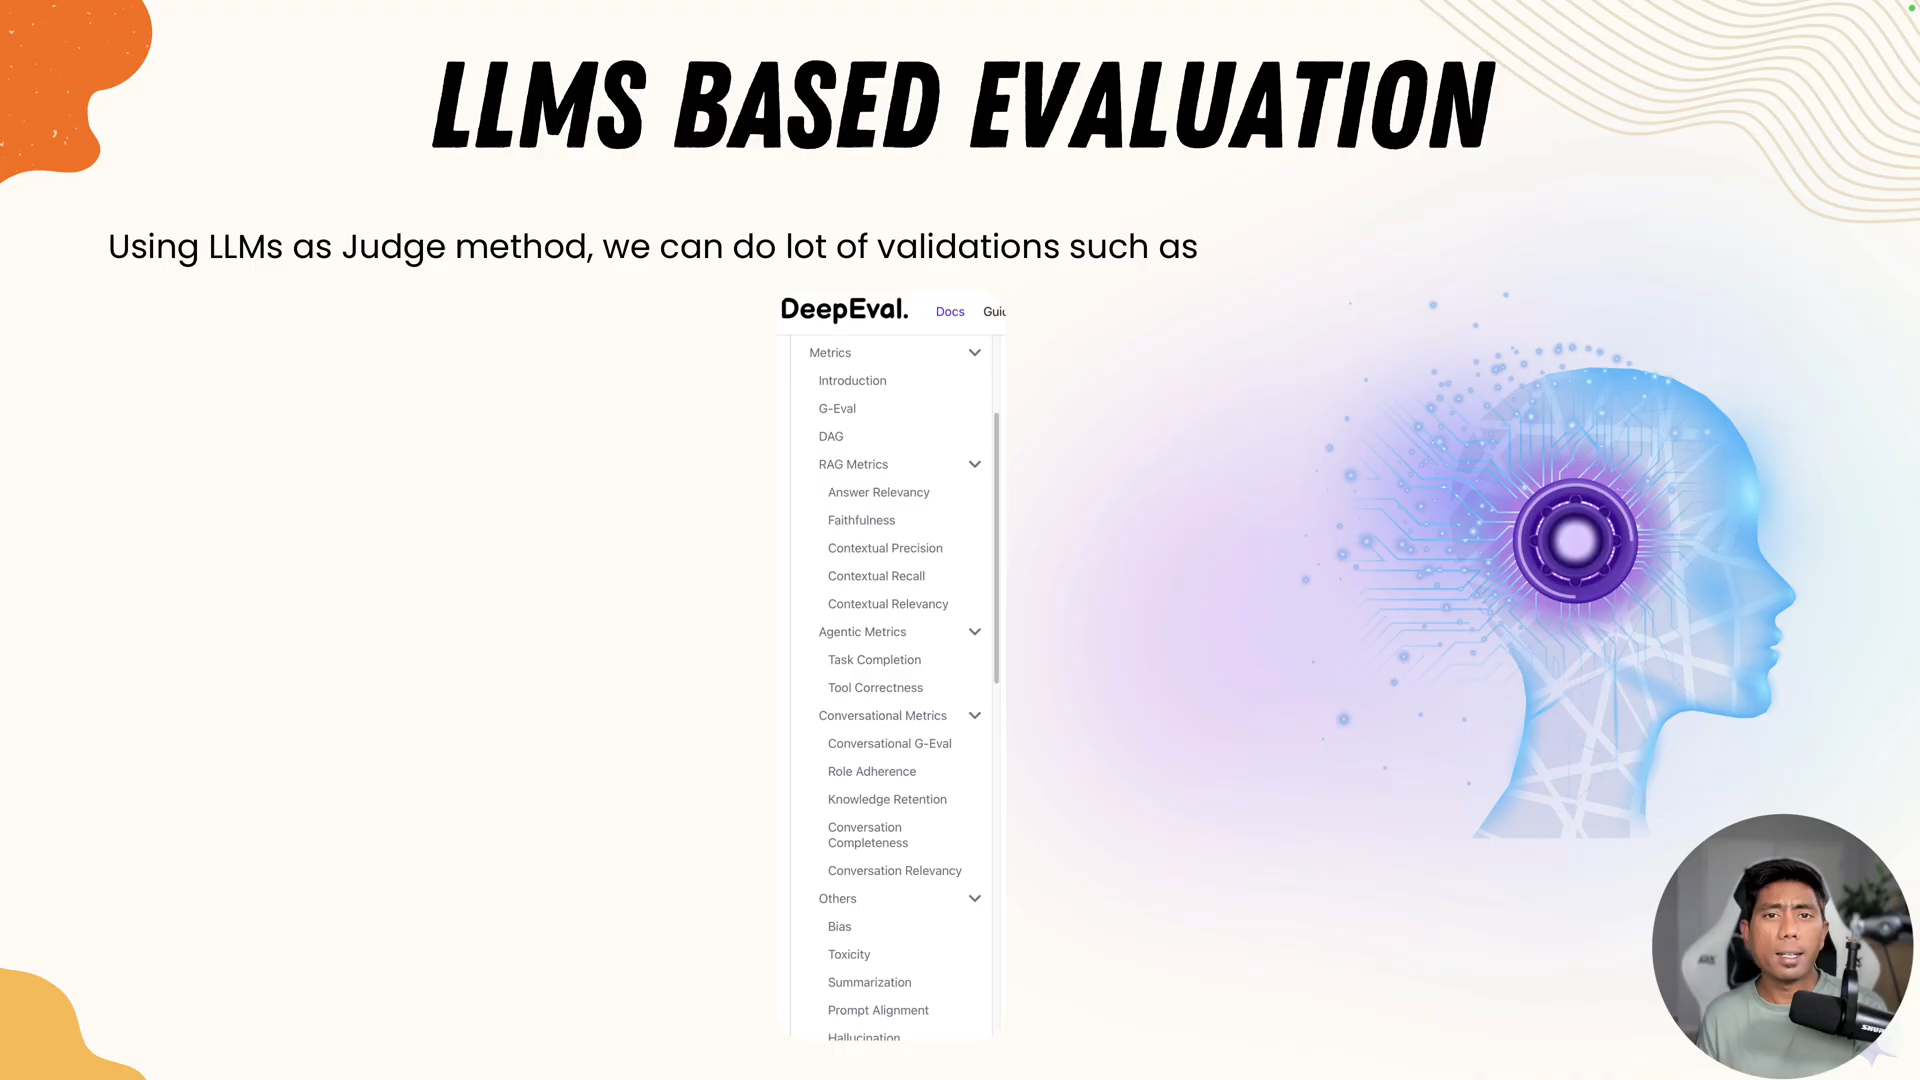 LLMS BASED EVALUATION
Using LLMs as Judge method, we can do lot of validations such as
DeepEval. Docs
Metrics
Introduction
G-Eval
DAG
RAG Metrics
Answer Relevancy
Faithfulness
Contextual Precision
Contextual Recall
Contextual Relevancy
Agentic Metrics
Task Completion
Tool Correctness
Conversational Metrics
Conversational G-Eval
Role Adherence
Knowledge Retention
Conversation
Completeness
Conversation Relevancy
Others
Bias
Toxicity
Summarization
Prompt Alignment
Hallucination